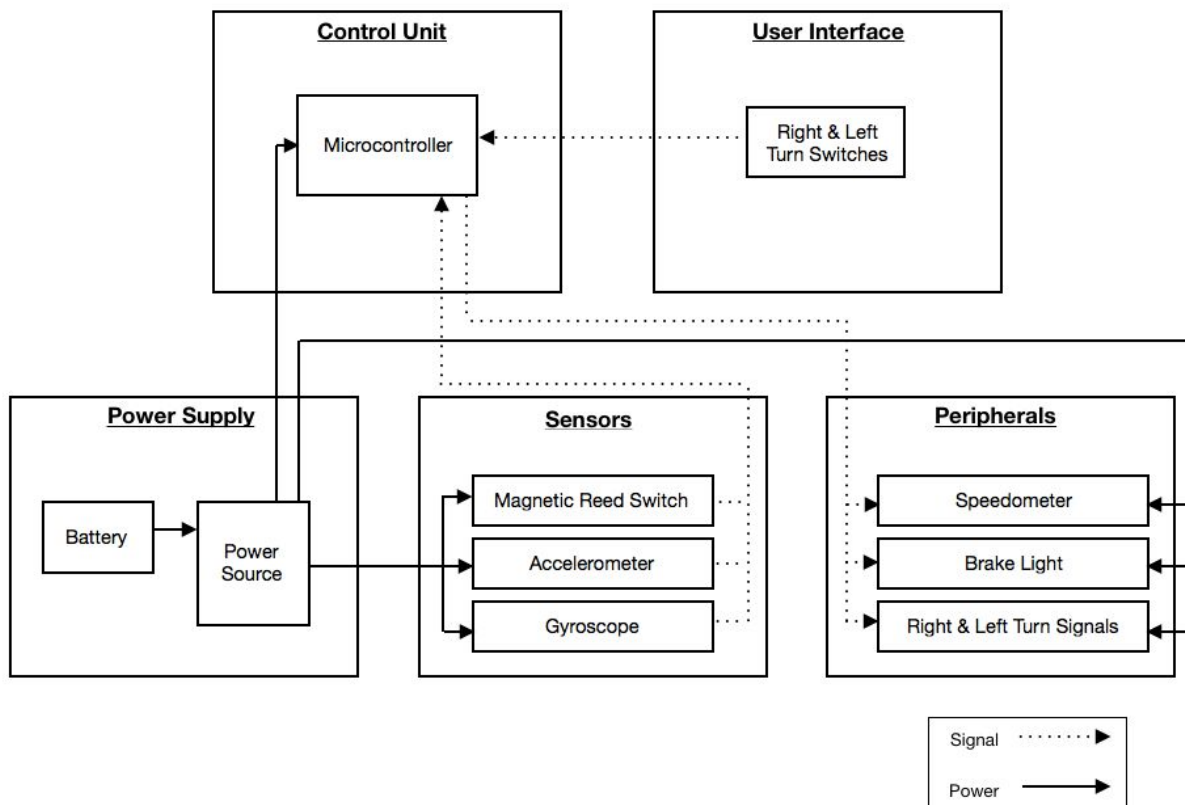 Control Unit
User Interface
Microcontroller
Right & Left
Turn Switches
Power Supply
Sensors
Peripherals
Battery
Power
Source
Magnetic Reed Switch
Accelerometer
Gyroscope
Speedometer
Brake Light
Right & Left Turn Signals
Signal
Power